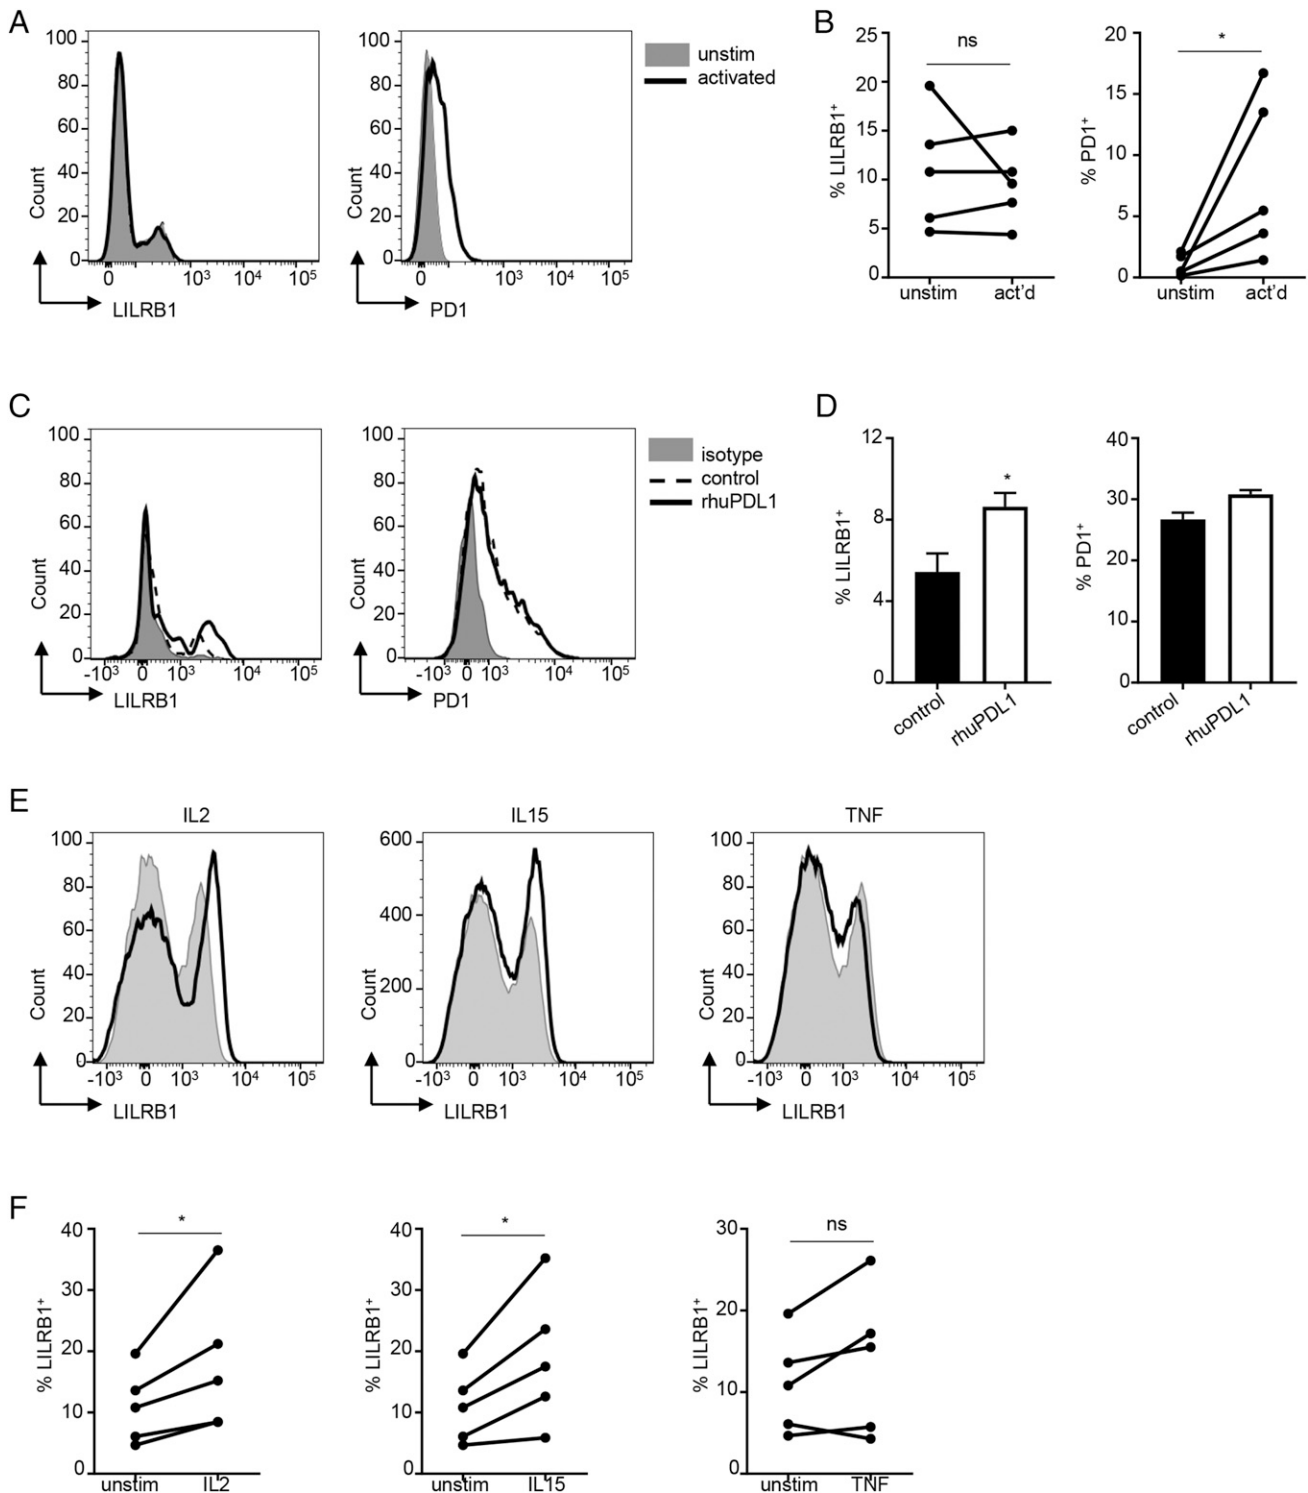 A
100
80
60
40
20
0
Count
0 10³ 10⁴ 10⁵
LILRB1
100
80
60
40
20
0
Count
0 10³ 10⁴ 10⁵
PD1
unstim
activated
B
25
20
15
10
5
0
% LILRB1⁺
ns
unstim act'd
20
15
10
5
0
% PD1⁺
*
unstim act'd
C
100
80
60
40
20
0
Count
-10³ 0 10³ 10⁴ 10⁵
LILRB1
100
80
60
40
20
0
Count
-10³ 0 10³ 10⁴ 10⁵
PD1
isotype
control
rhuPDL1
D
12
8
4
0
% LILRB1⁺
*
control rhuPDL1
40
30
20
10
0
% PD1⁺
control rhuPDL1
E
IL2
100
80
60
40
20
0
Count
-10³ 0 10³ 10⁴ 10⁵
LILRB1
IL15
600
400
200
0
Count
-10³ 0 10³ 10⁴ 10⁵
LILRB1
TNF
100
80
60
40
20
0
Count
-10³ 0 10³ 10⁴ 10⁵
LILRB1
F
40
30
20
10
0
% LILRB1⁺
*
unstim IL2
40
30
20
10
0
% LILRB1⁺
*
unstim IL15
30
20
10
0
% LILRB1⁺
ns
unstim TNF